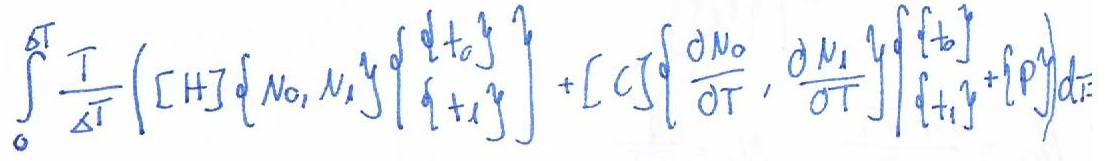 ∫₀^{ΔT} T/ΔT ( [H]{N₀, N₁}{ {t₀} {t₁} } + [C]{∂N₀/∂T, ∂N₁/∂T}{ {t₀} {t₁} + {P} ) dT =